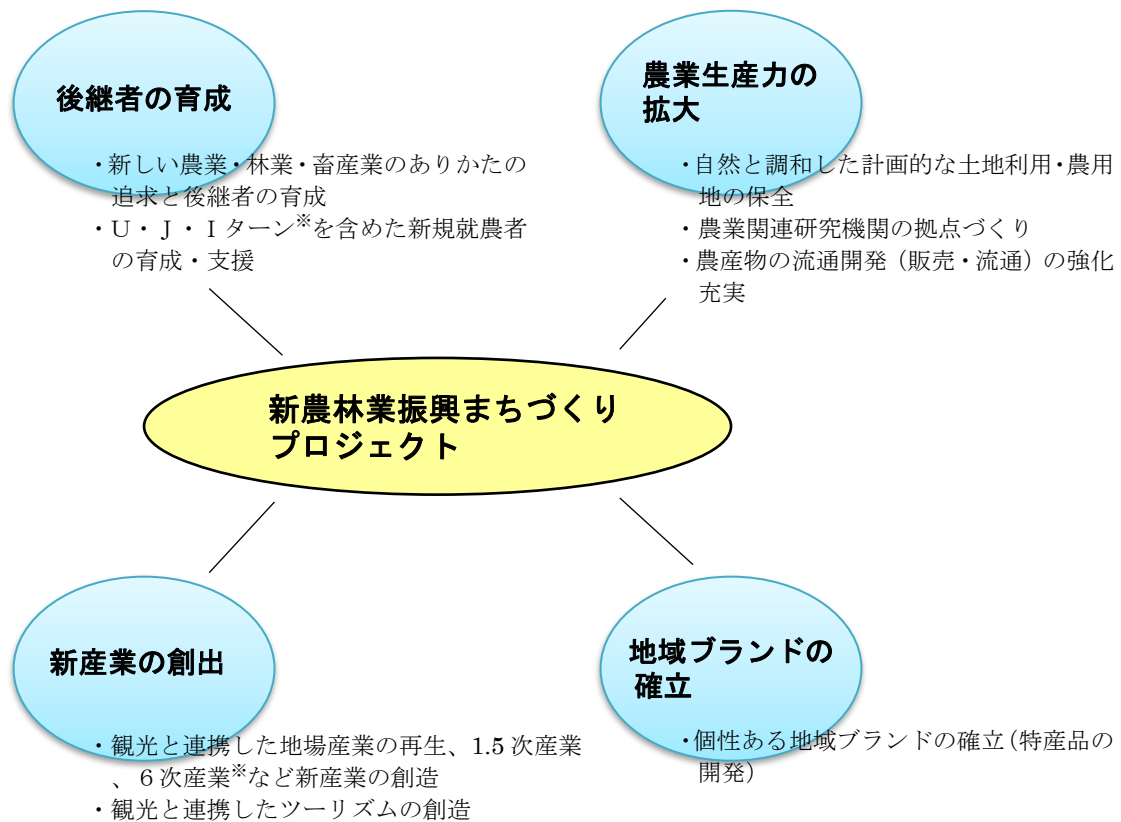 後継者の育成
・新しい農業・林業・畜産業のありかたの
追求と後継者の育成
・Ｕ・Ｊ・Ｉターン※を含めた新規就農者
の育成・支援
農業生産力の
拡大
・自然と調和した計画的な土地利用・農用
地の保全
・農業関連研究機関の拠点づくり
・農産物の流通開発（販売・流通）の強化
充実
新農林業振興まちづくり
プロジェクト
新産業の創出
・観光と連携した地場産業の再生、1.5 次産業
、６次産業※など新産業の創造
・観光と連携したツーリズムの創造
地域ブランドの
確立
・個性ある地域ブランドの確立（特産品の
開発）